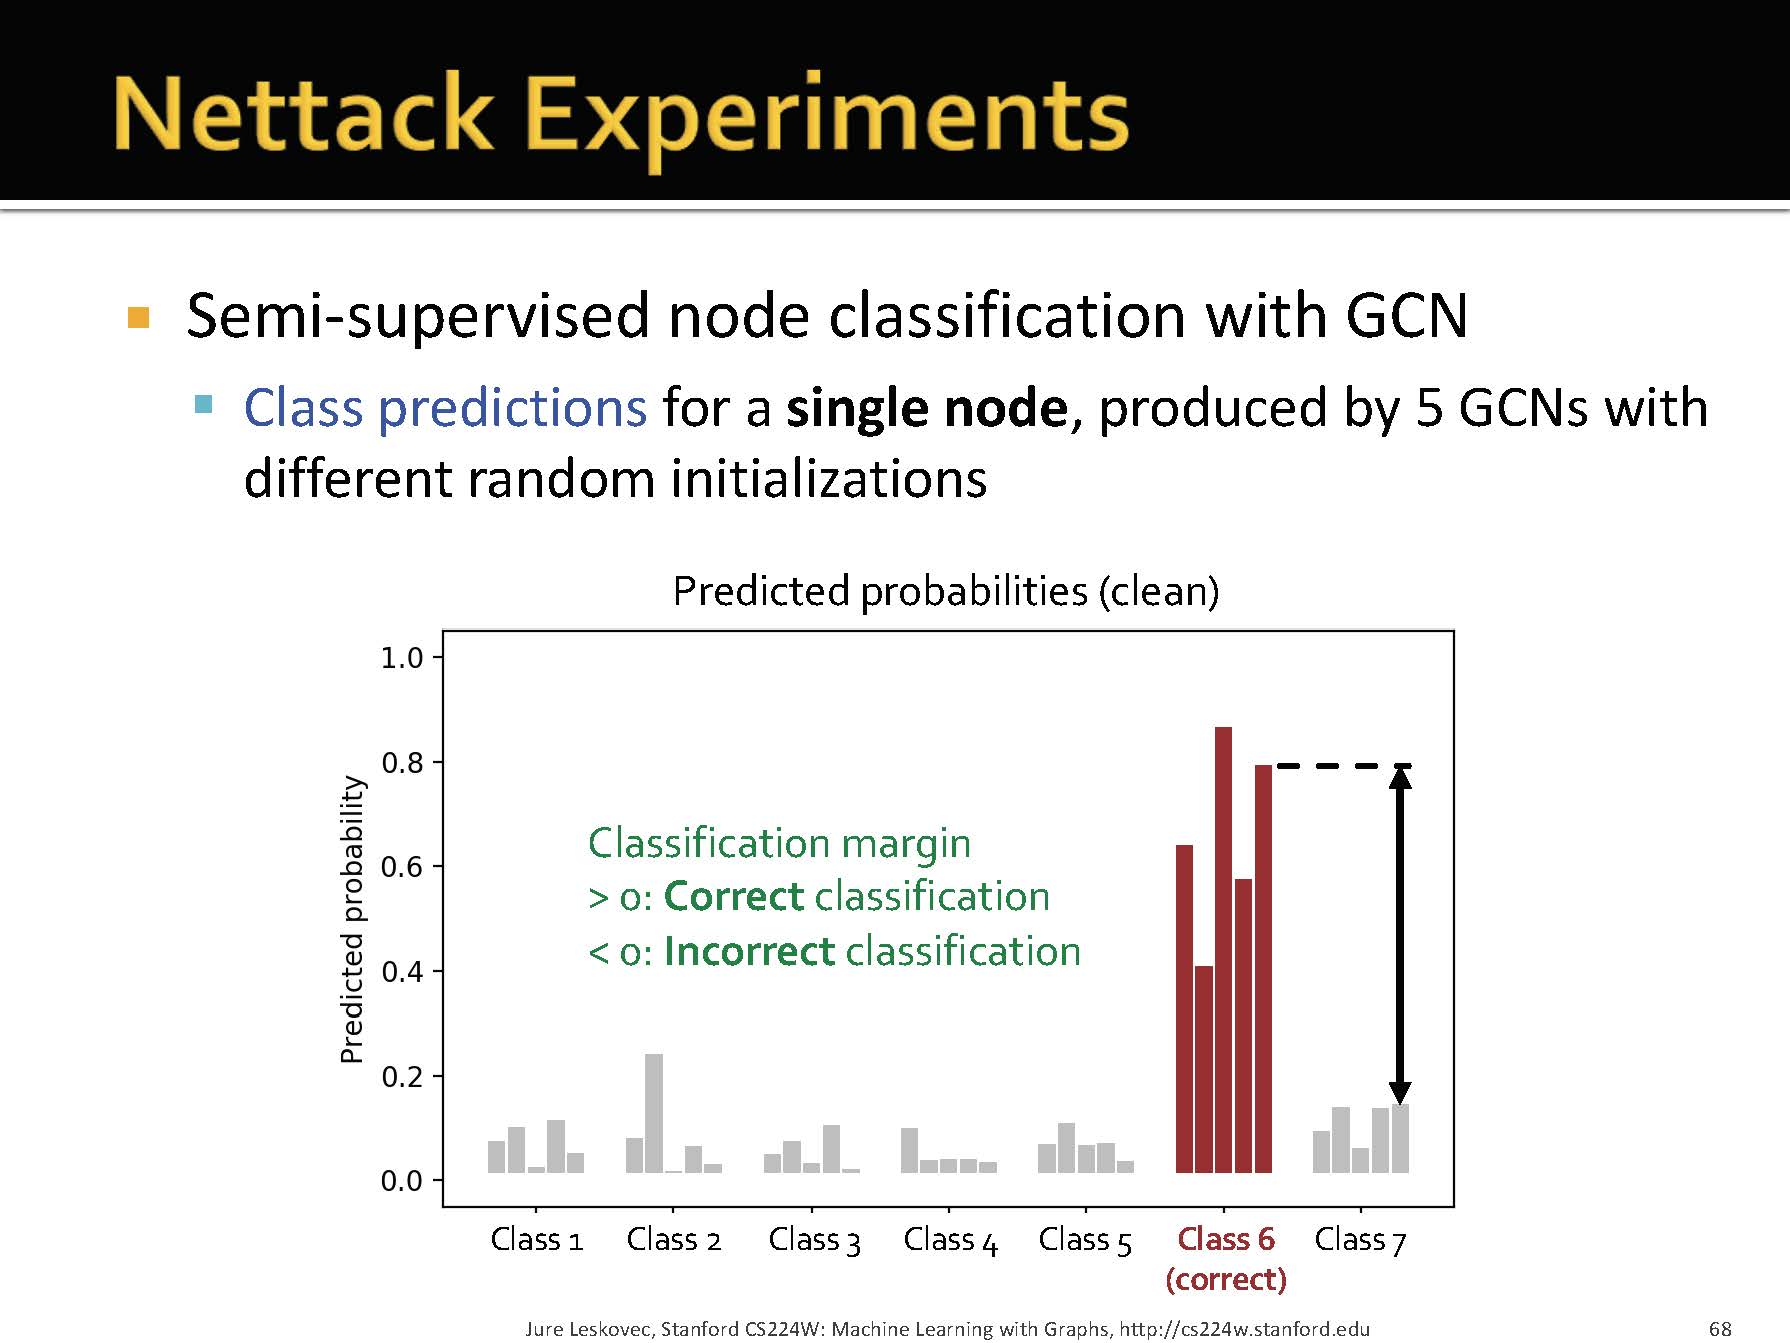 Nettack Experiments
Semi-supervised node classification with GCN
Class predictions for a single node, produced by 5 GCNs with
different random initializations
Predicted probabilities (clean)
1.0
0.8
0.6
0.4
0.2
0.0
Predicted probability
Classification margin
> 0: Correct classification
< 0: Incorrect classification
Class 1 Class 2 Class 3 Class 4 Class 5 Class 6 Class 7
(correct)
Jure Leskovec, Stanford CS224W: Machine Learning with Graphs, http://cs224w.stanford.edu 68